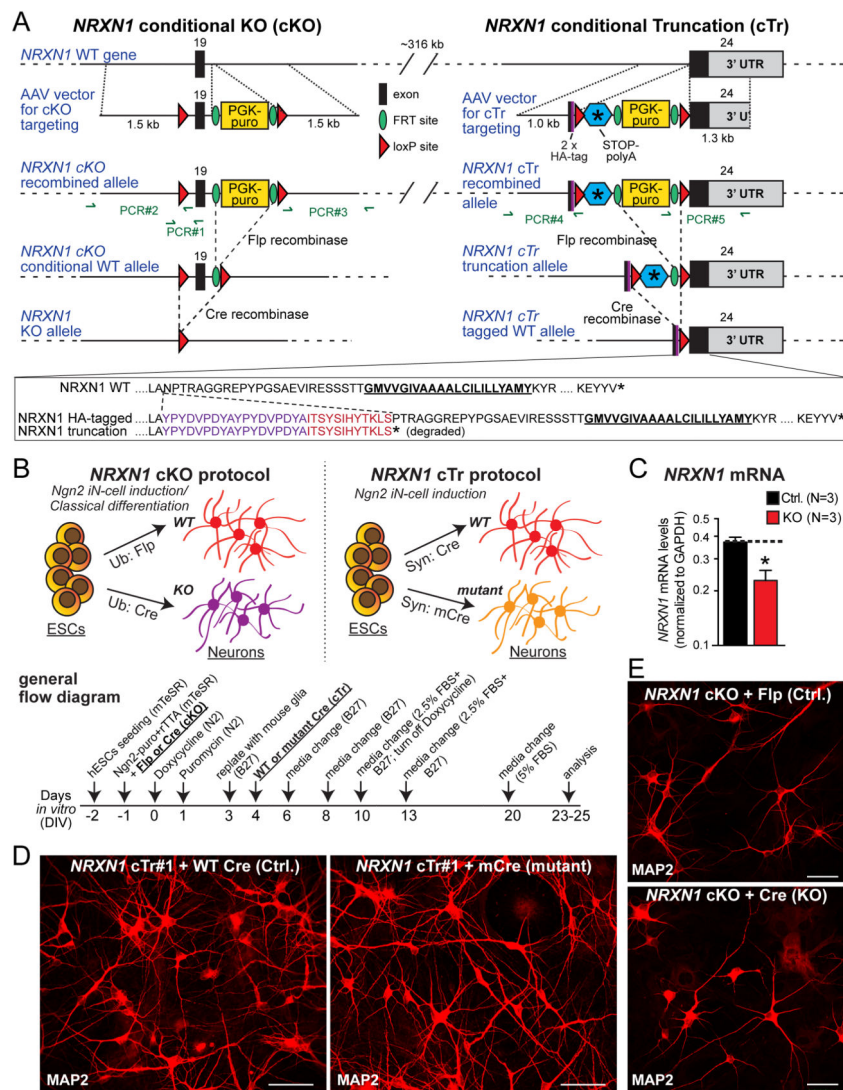 A
NRXN1 conditional KO (cKO)
NRXN1 conditional Truncation (cTr)
NRXN1 WT gene
19
~316 kb
24
3' UTR
AAV vector for cKO targeting
19
PGK-puro
1.5 kb
1.5 kb
exon
FRT site
loxP site
AAV vector for cTr targeting
1.0 kb
*
PGK-puro
24
3' UTR
2 x HA-tag
STOP-polyA
1.3 kb
NRXN1 cKO recombined allele
19
PGK-puro
PCR#2
PCR#1
PCR#3
NRXN1 cTr recombined allele
*
PGK-puro
24
3' UTR
PCR#4
PCR#5
Flp recombinase
Flp recombinase
NRXN1 cKO conditional WT allele
19
NRXN1 cTr truncation allele
*
24
3' UTR
Cre recombinase
Cre recombinase
NRXN1 KO allele
NRXN1 cTr tagged WT allele
24
3' UTR
NRXN1 WT ....LANPTRAGGREPYPGSAEVIRESSSTTGMVVGIVAAAALCILILLYAMYKYR .... KEYYV*
NRXN1 HA-tagged ....LAYPYDVPDYAYPYDVPDYAITSYSIHYTKLSPTRAGGREPYPGSAEVIRESSSTTGMVVGIVAAAALCILILLYAMYKYR .... KEYYV*
NRXN1 truncation ....LAYPYDVPDYAYPYDVPDYAITSYSIHYTKLS* (degraded)
B
NRXN1 cKO protocol
Ngn2 iN-cell induction/
Classical differentiation
WT
Ub: Flp
KO
Ub: Cre
ESCs
Neurons
NRXN1 cTr protocol
Ngn2 iN-cell induction
WT
Syn: Cre
mutant
Syn: mCre
ESCs
Neurons
general flow diagram
hESCs seeding (mTeSR)
Ngn2-puro+rTTA (mTeSR)
+ Flp or Cre (cKO)
Doxycycline (N2)
Puromycin (N2)
replate with mouse glia (B27)
WT or mutant Cre (cTr)
media change (B27)
media change (B27)
media change (2.5% FBS+ B27; turn off Doxycycline)
media change (2.5% FBS+ B27)
media change (5% FBS)
analysis
Days in vitro (DIV)
-2 -1 0 1 3 4 6 8 10 13 20 23-25
C
NRXN1 mRNA
Ctrl. (N=3)
KO (N=3)
NRXN1 mRNA levels
(normalized to GAPDH)
0.4
0.3
0.2
0.1
*
D
NRXN1 cTr#1 + WT Cre (Ctrl.)
MAP2
NRXN1 cTr#1 + mCre (mutant)
MAP2
E
NRXN1 cKO + Flp (Ctrl.)
MAP2
NRXN1 cKO + Cre (KO)
MAP2